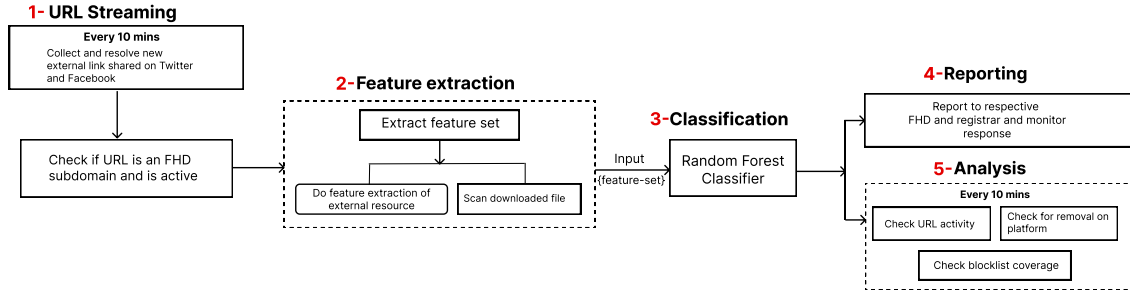 1- URL Streaming
Every 10 mins
Collect and resolve new
external link shared on Twitter
and Facebook
Check if URL is an FHD
subdomain and is active
2-Feature extraction
Extract feature set
Do feature extraction of
external resource
Scan downloaded file
Input
{feature-set}
3-Classification
Random Forest
Classifier
4-Reporting
Report to respective
FHD and registrar and monitor
response
5-Analysis
Every 10 mins
Check URL activity
Check for removal on
platform
Check blocklist coverage